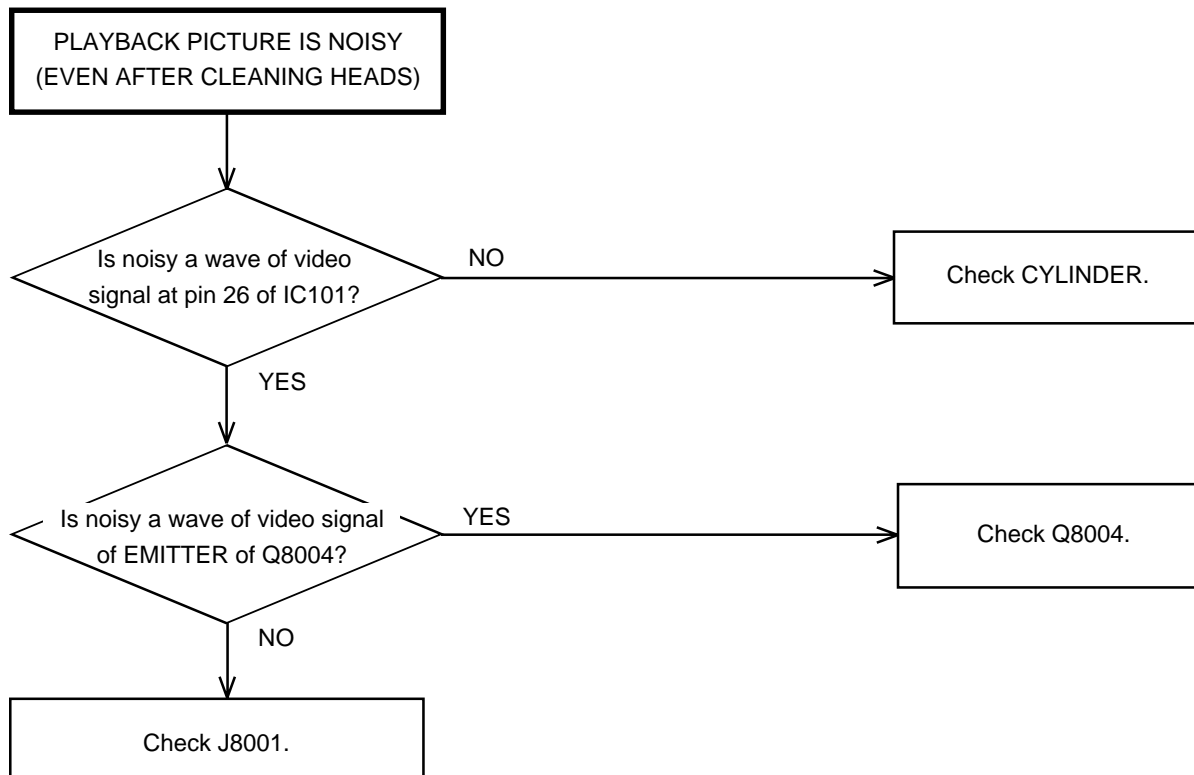 PLAYBACK PICTURE IS NOISY
(EVEN AFTER CLEANING HEADS)
Is noisy a wave of video
signal at pin 26 of IC101?
NO
Check CYLINDER.
YES
Is noisy a wave of video signal
of EMITTER of Q8004?
YES
Check Q8004.
NO
Check J8001.